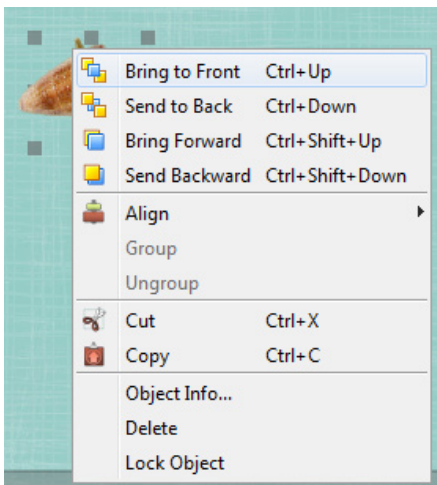 Bring to Front Ctrl+Up
Send to Back Ctrl+Down
Bring Forward Ctrl+Shift+Up
Send Backward Ctrl+Shift+Down
Align
Group
Ungroup
Cut Ctrl+X
Copy Ctrl+C
Object Info...
Delete
Lock Object